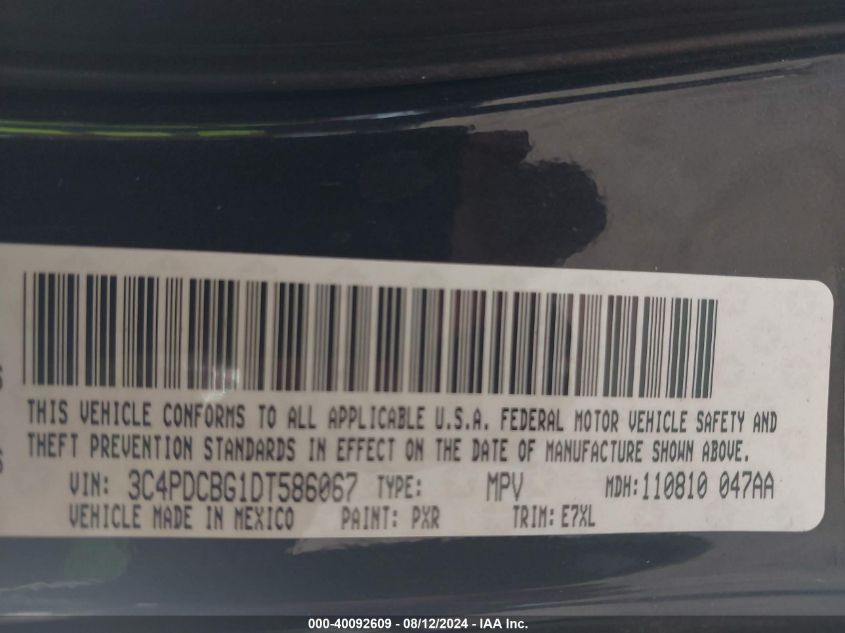 THIS VEHICLE CONFORMS TO ALL APPLICABLE U.S.A. FEDERAL MOTOR VEHICLE SAFETY AND
THEFT PREVENTION STANDARDS IN EFFECT ON THE DATE OF MANUFACTURE SHOWN ABOVE.
VIN: 3C4PDCBG1DT586067 TYPE: MPV MDH: 110810 047AA
VEHICLE MADE IN MEXICO PAINT: PXR TRIM: E7XL
000-40092609 - 08/12/2024 - IAA Inc.